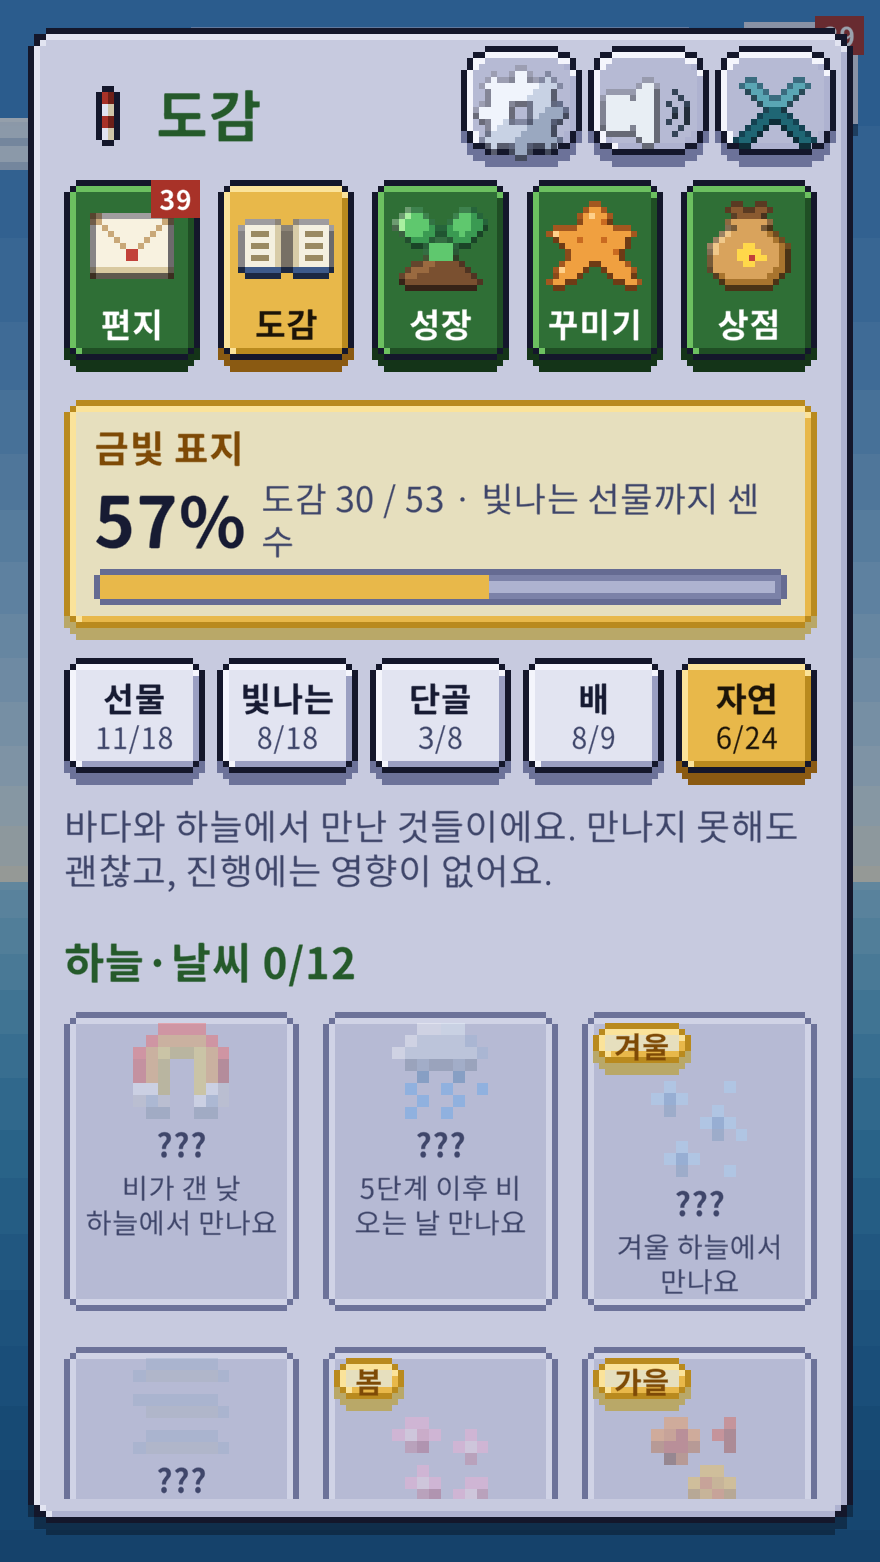 도감
39
편지
도감
성장
꾸미기
상점
금빛 표지
57% 도감 30 / 53 · 빛나는 선물까지 센
수
선물
11/18
빛나는
8/18
단골
3/8
배
8/9
자연
6/24
바다와 하늘에서 만난 것들이에요. 만나지 못해도
괜찮고, 진행에는 영향이 없어요.
하늘·날씨 0/12
???
비가 갠 낮
하늘에서 만나요
???
5단계 이후 비
오는 날 만나요
겨울
???
겨울 하늘에서
만나요
???
봄
가을